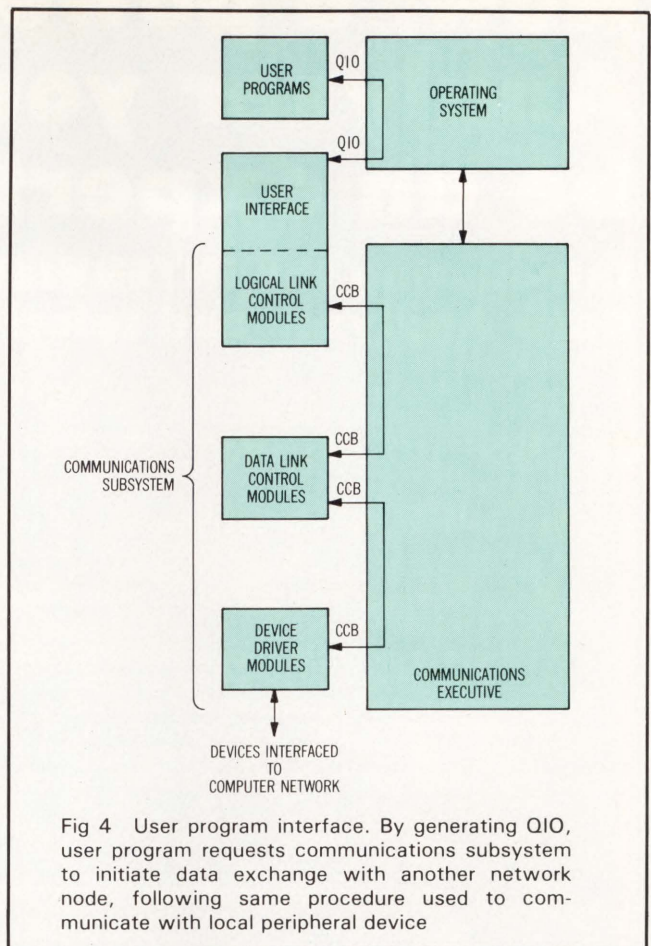 USER
PROGRAMS
QIO
OPERATING
SYSTEM
QIO
USER
INTERFACE
LOGICAL LINK
CONTROL
MODULES
CCB
COMMUNICATIONS
SUBSYSTEM
DATA LINK
CONTROL
MODULES
CCB
CCB
DEVICE
DRIVER
MODULES
CCB
COMMUNICATIONS
EXECUTIVE
DEVICES INTERFACED
TO
COMPUTER NETWORK
Fig 4 User program interface. By generating QIO,
user program requests communications subsystem
to initiate data exchange with another network
node, following same procedure used to com-
municate with local peripheral device